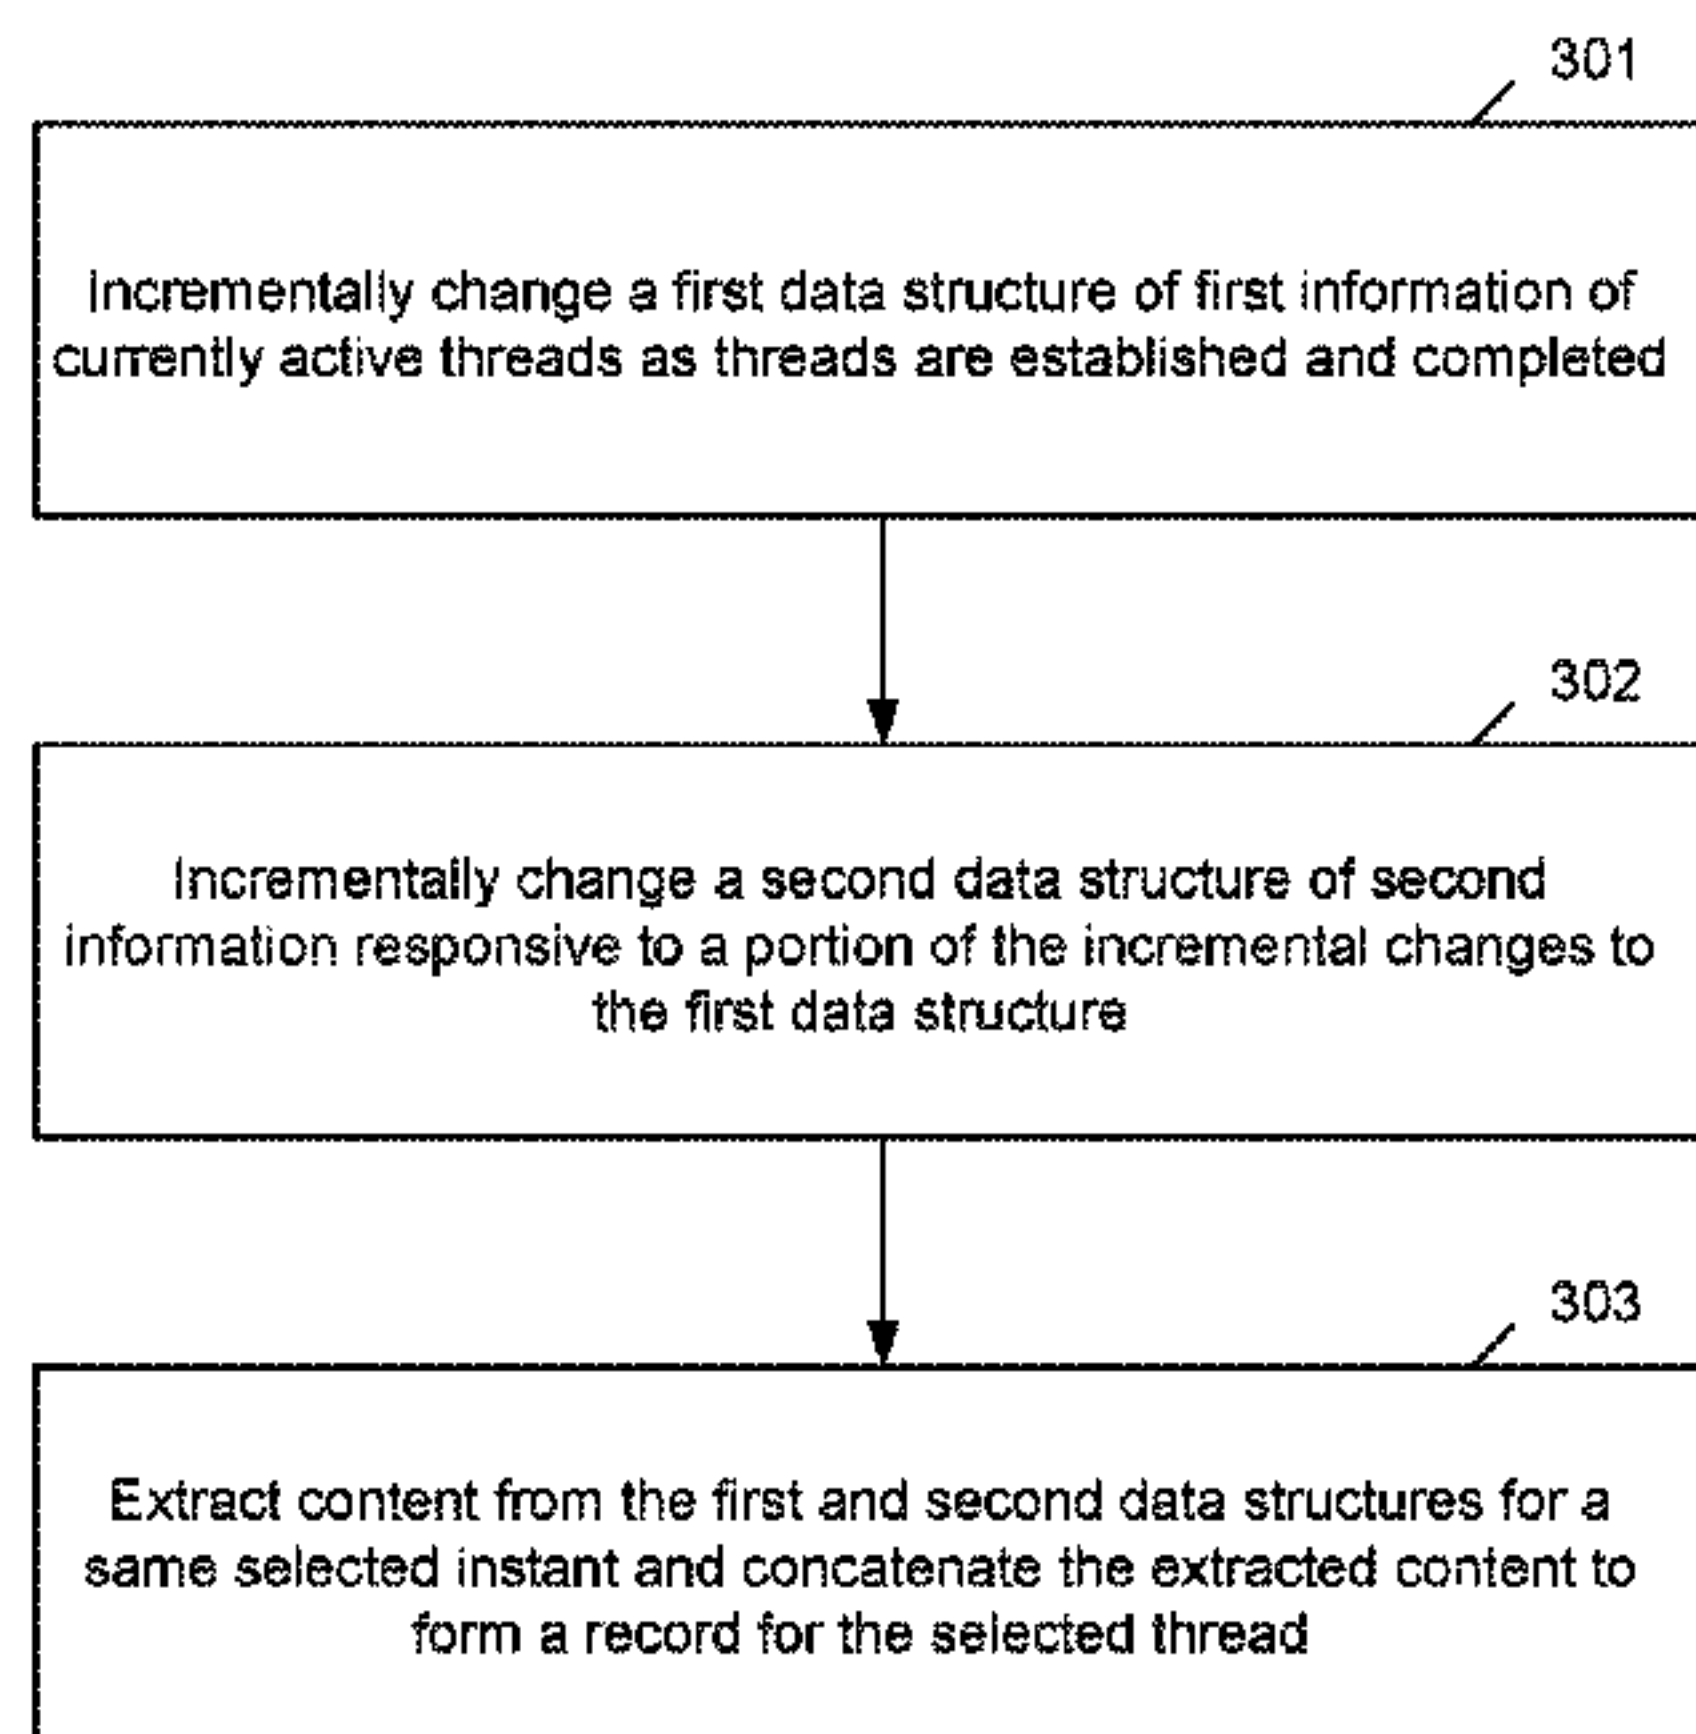 301
Incrementally change a first data structure of first information of
currently active threads as threads are established and completed
302
Incrementally change a second data structure of second
information responsive to a portion of the incremental changes to
the first data structure
303
Extract content from the first and second data structures for a
same selected instant and concatenate the extracted content to
form a record for the selected thread